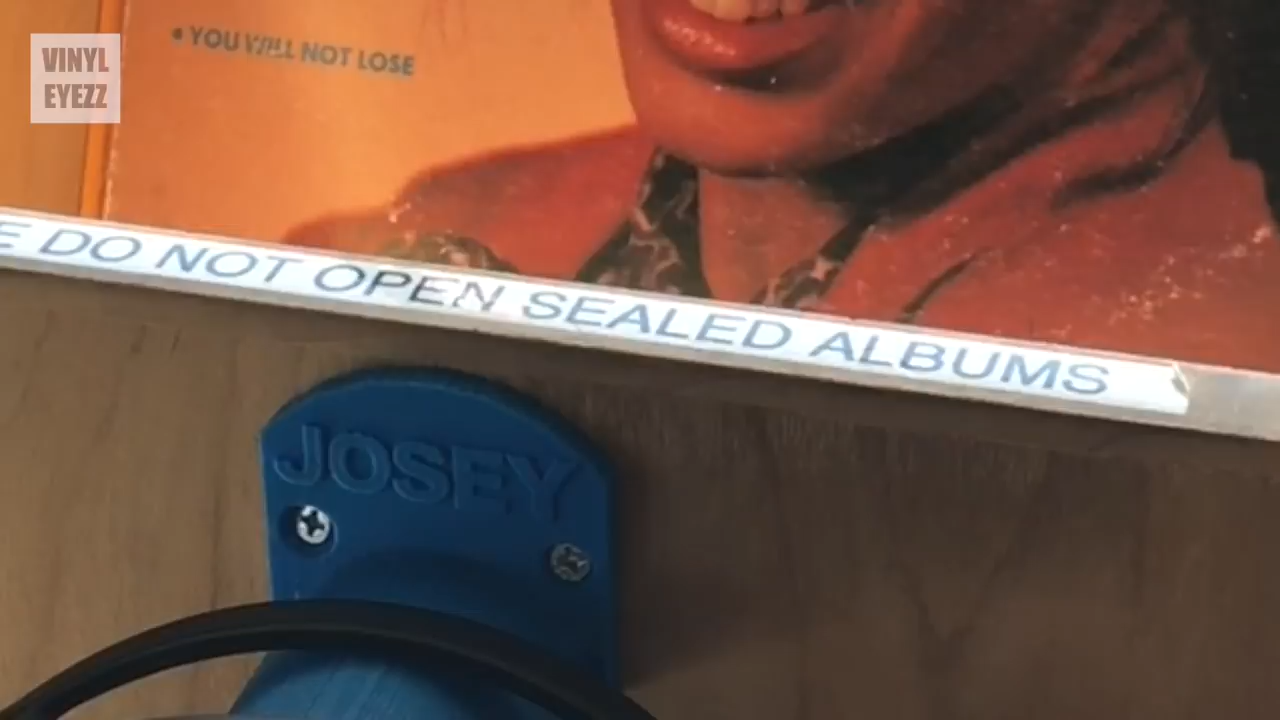 VINYL
EYEZZ
• YOU WILL NOT LOSE
E DO NOT OPEN SEALED ALBUMS
JOSEY